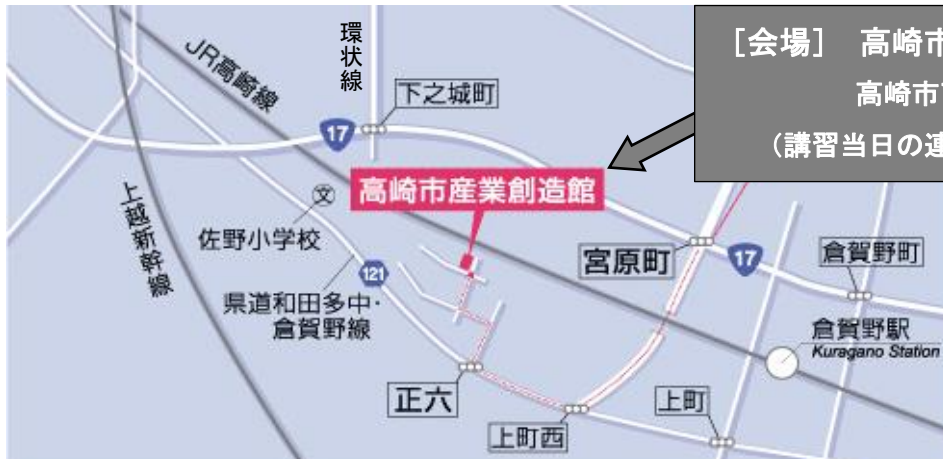 環状線
JR高崎線
下之城町
17
[会場] 高崎市
高崎市
(講習当日の連
高崎市産業創造館
佐野小学校
文
上越新幹線
121
県道和田多中・
倉賀野線
宮原町
17
倉賀野町
倉賀野駅
Kuragano Station
正六
上町西
上町